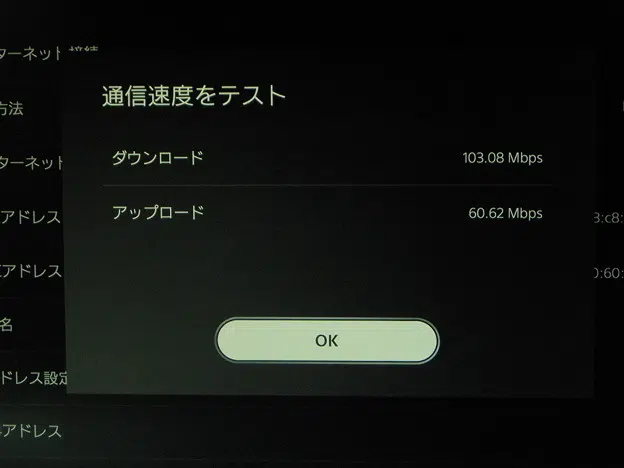 ターネット接続
通信速度をテスト
方法
ダウンロード 103.08 Mbps
ターネット
アップロード 60.62 Mbps
アドレス
3:c8:
アドレス
0:60:
名
OK
ドレス設定
アドレス